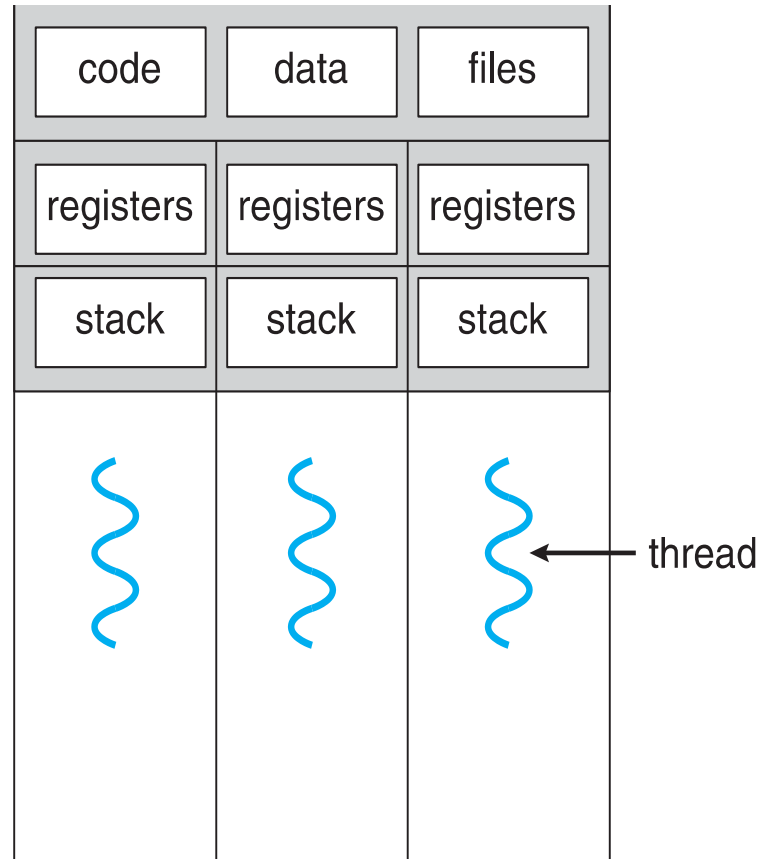 code data files
registers registers registers
stack stack stack
thread